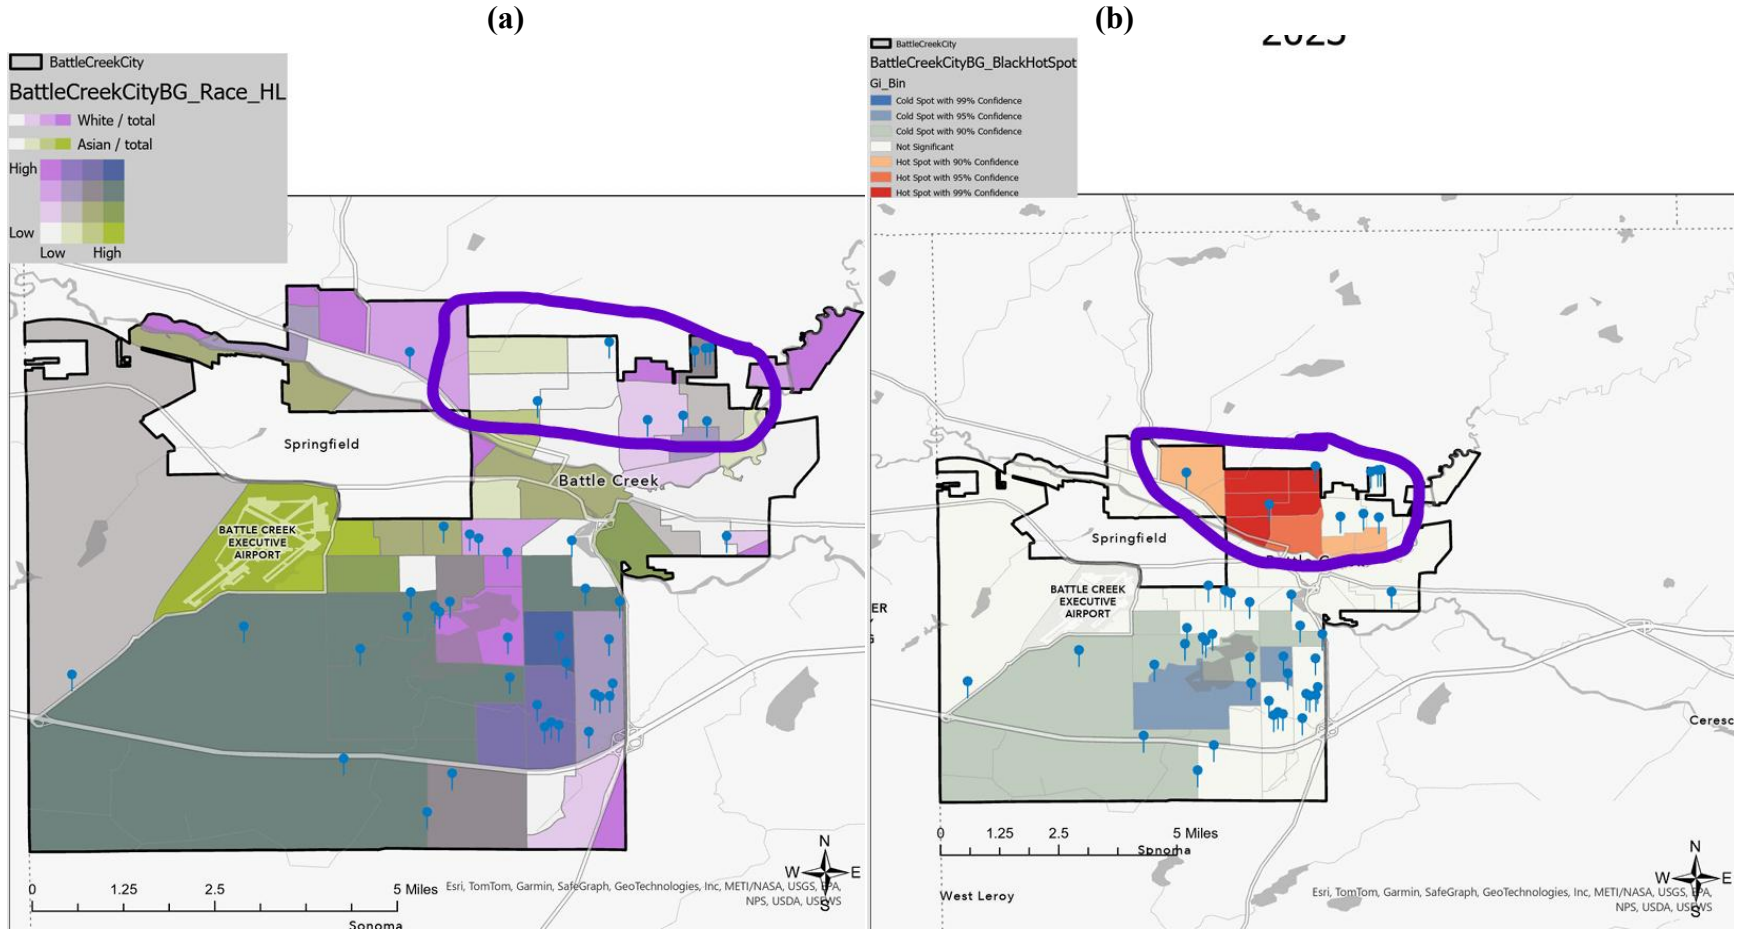 (a)
BattleCreekCity
BattleCreekCityBG_Race_HL
White / total
Asian / total
High
Low
Low High
Springfield
Battle Creek
BATTLE CREEK
EXECUTIVE
AIRPORT
0 1.25 2.5 5 Miles
Esri, TomTom, Garmin, SafeGraph, GeoTechnologies, Inc, METI/NASA, USGS, EPA,
NPS, USDA, USFWS
N
W E
S
Sonoma
(b)
BattleCreekCity
BattleCreekCityBG_BlackHotSpot
Gi_Bin
Cold Spot with 99% Confidence
Cold Spot with 95% Confidence
Cold Spot with 90% Confidence
Not Significant
Hot Spot with 90% Confidence
Hot Spot with 95% Confidence
Hot Spot with 99% Confidence
Springfield
BATTLE CREEK
EXECUTIVE
AIRPORT
ER
Ceresc
0 1.25 2.5 5 Miles
Sonoma
West Leroy
Esri, TomTom, Garmin, SafeGraph, GeoTechnologies, Inc, METI/NASA, USGS, EPA,
NPS, USDA, USFWS
N
W E
S